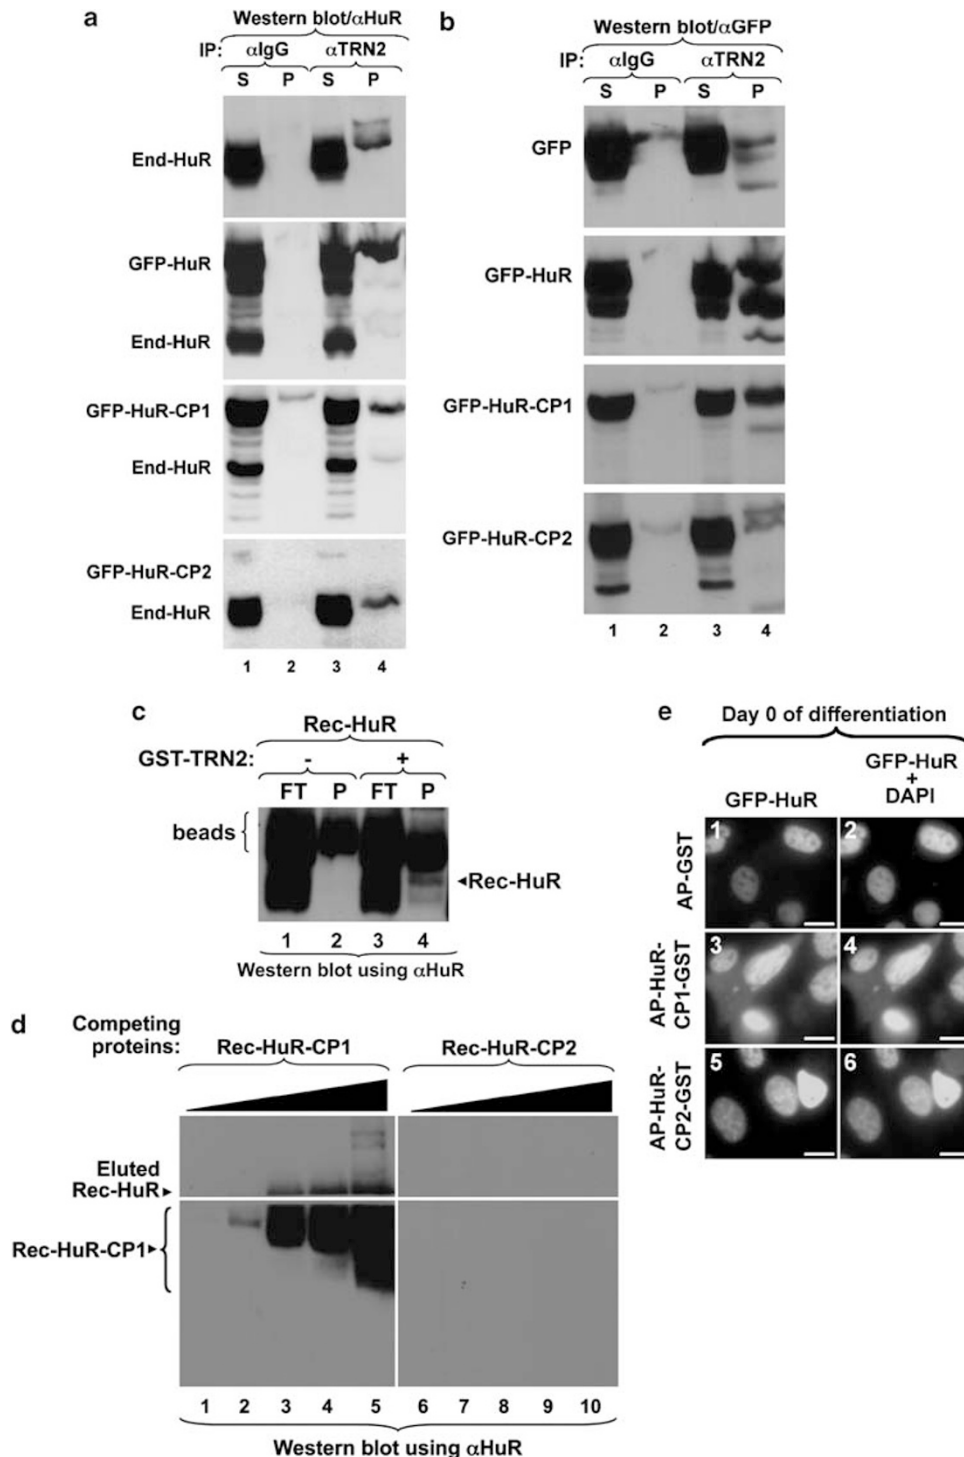 a
Western blot/αHuR
IP: αIgG αTRN2
S P S P
End-HuR
GFP-HuR
End-HuR
GFP-HuR-CP1
End-HuR
GFP-HuR-CP2
End-HuR
1 2 3 4
b
Western blot/αGFP
IP: αIgG αTRN2
S P S P
GFP
GFP-HuR
GFP-HuR-CP1
GFP-HuR-CP2
1 2 3 4
c
Rec-HuR
GST-TRN2: - +
FT P FT P
beads
Rec-HuR
1 2 3 4
Western blot using αHuR
d
Competing
proteins:
Rec-HuR-CP1 Rec-HuR-CP2
Eluted
Rec-HuR
Rec-HuR-CP1
1 2 3 4 5 6 7 8 9 10
Western blot using αHuR
e
Day 0 of differentiation
GFP-HuR
GFP-HuR
+
DAPI
AP-GST
1 2
AP-HuR-
CP1-GST
3 4
AP-HuR-
CP2-GST
5 6